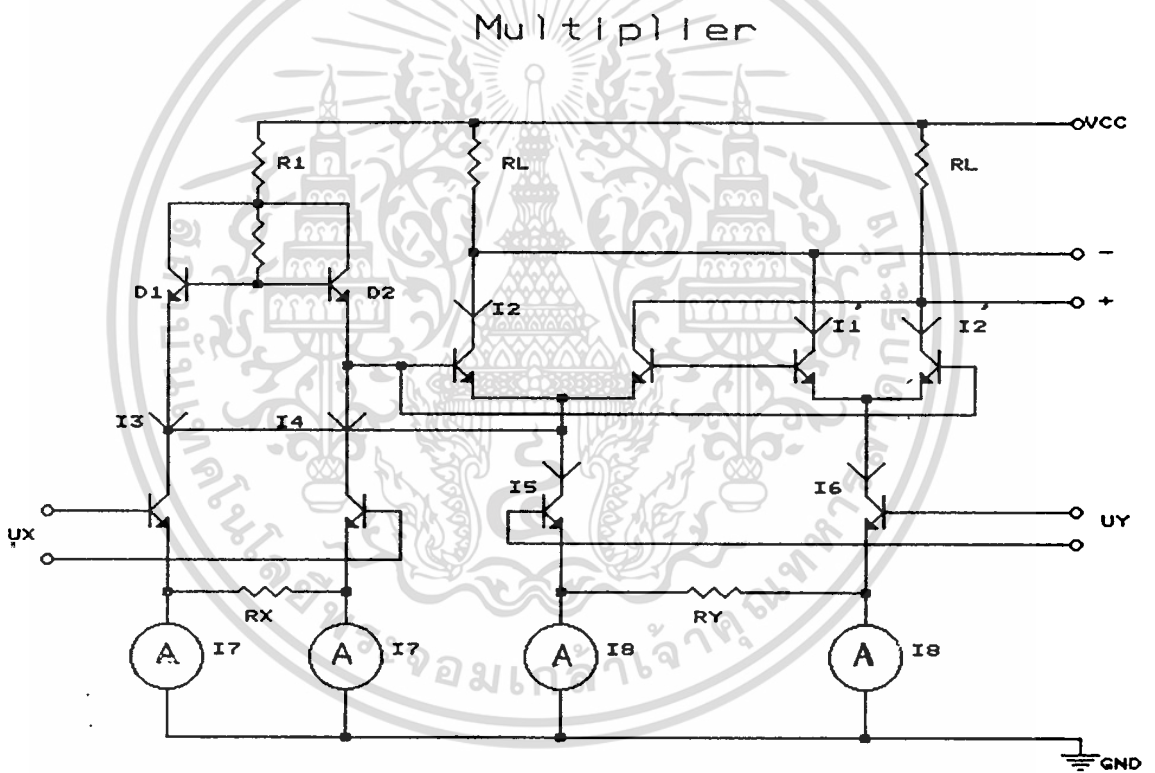 Multiplier
VCC
R1
RL
RL
-
D1
D2
+
I2
I1'
I2'
I3
I4
I5
I6
UX
UY
RX
RY
A
I7
A
I7
A
I8
A
I8
GND